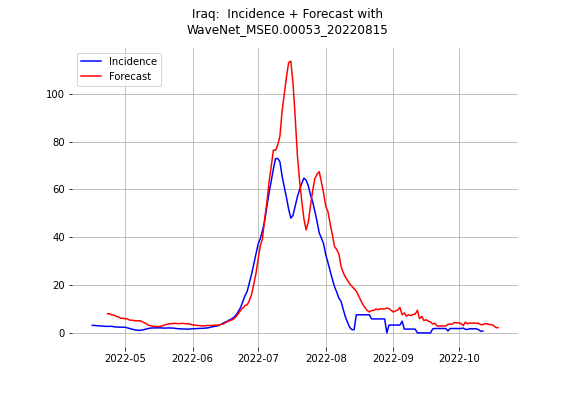 Iraq:  Incidence + Forecast with
WaveNet_MSE0.00053_20220815
Incidence
Forecast
100
80
60
40
20
0
2022-05 2022-06 2022-07 2022-08 2022-09 2022-10